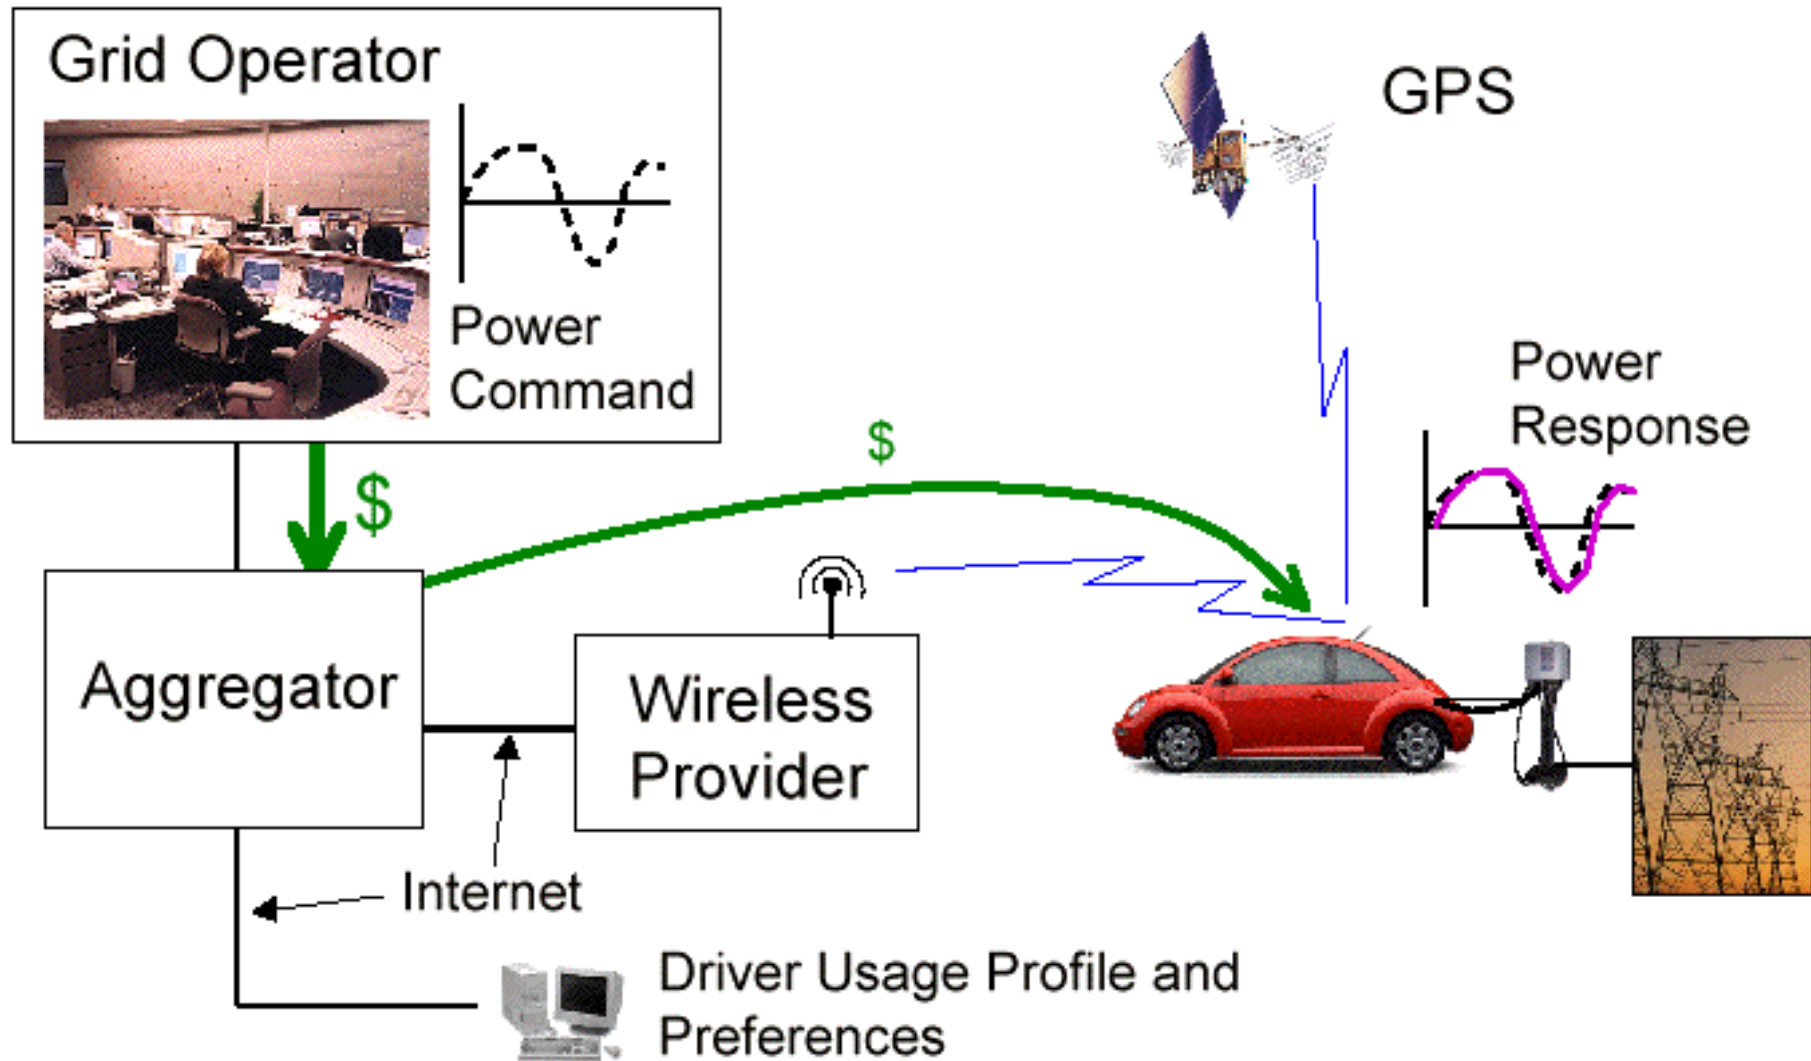 Grid Operator
Power
Command
GPS
Power
Response
$
$
Aggregator
Wireless
Provider
Internet
Driver Usage Profile and
Preferences